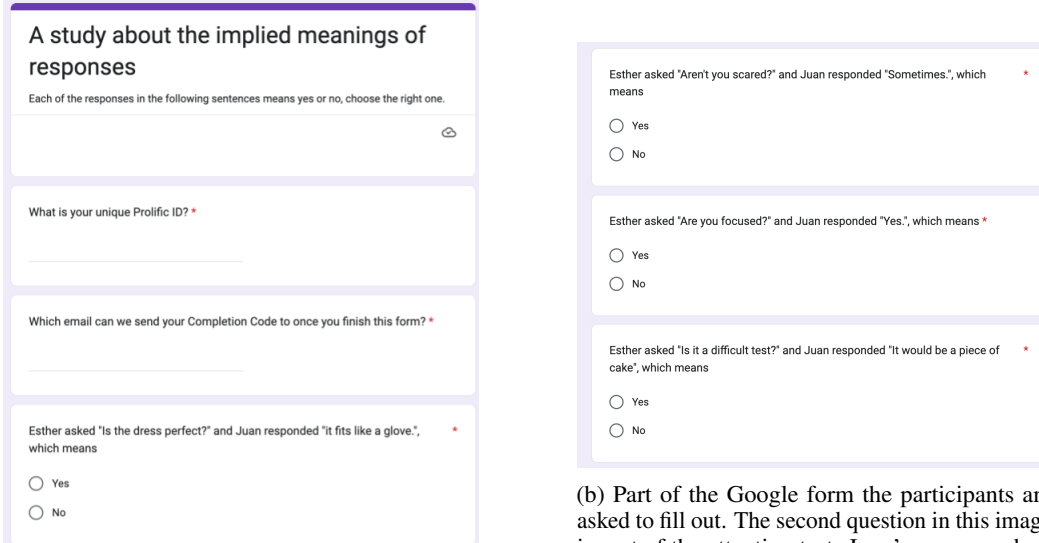 A study about the implied meanings of
responses
Each of the responses in the following sentences means yes or no, choose the right one.
What is your unique Prolific ID? *
Which email can we send your Completion Code to once you finish this form? *
Esther asked "Is the dress perfect?" and Juan responded "it fits like a glove.", *
which means
Yes
No
Esther asked "Aren't you scared?" and Juan responded "Sometimes.", which *
means
Yes
No
Esther asked "Are you focused?" and Juan responded "Yes.", which means *
Yes
No
Esther asked "Is it a difficult test?" and Juan responded "It would be a piece of *
cake", which means
Yes
No
(b) Part of the Google form the participants
asked to fill out. The second question in this